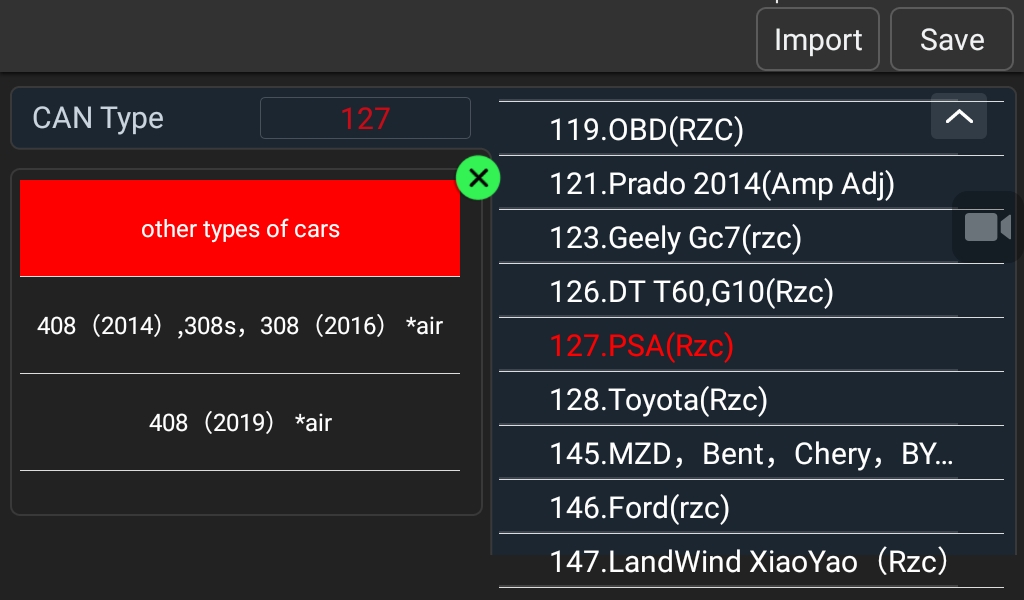 Import
Save
CAN Type
127
other types of cars
408（2014）,308s，308（2016） *air
408（2019） *air
119.OBD(RZC)
121.Prado 2014(Amp Adj)
123.Geely Gc7(rzc)
126.DT T60,G10(Rzc)
127.PSA(Rzc)
128.Toyota(Rzc)
145.MZD，Bent，Chery，BY...
146.Ford(rzc)
147.LandWind XiaoYao（Rzc）